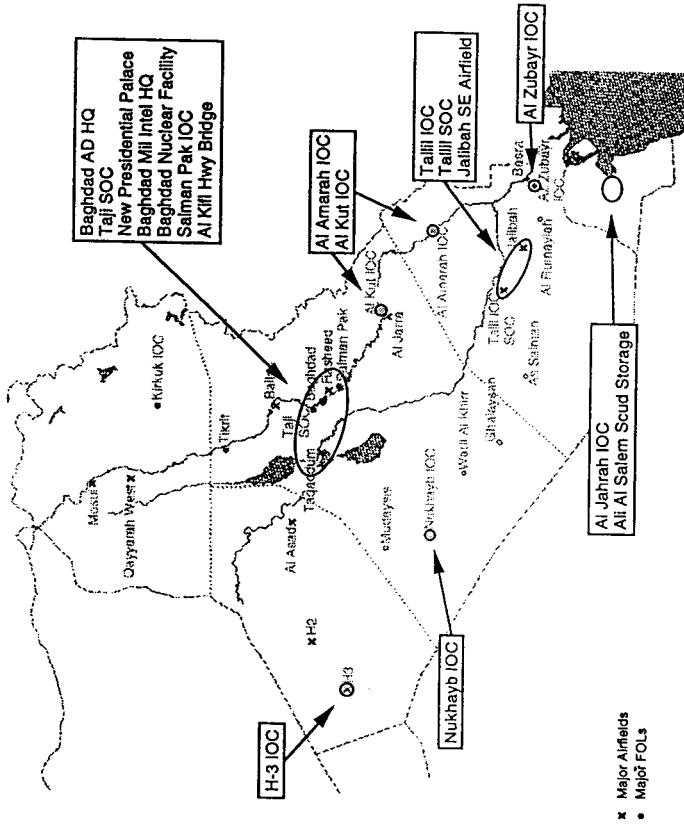 Baghdad AD HQ
Taji SOC
New Presidential Palace
Baghdad Mil Intel HQ
Baghdad Nuclear Facility
Salman Pak IOC
Al Kifl Hwy Bridge
Al Amarah IOC
Al Kut IOC
Tallil IOC
Tallil SOC
Jalibah SE Airfield
Al Zubayr IOC
H-3 IOC
Nukhayb IOC
Al Jahrah IOC
Ali Al Salem Scud Storage
Mosul
Qayyarah West
Kirkuk IOC
Tikrit
Balad
Taji
SOC
Baghdad
Rasheed
Salman Pak
Taqaddum
Al Asad
H2
H3
Mudaysis
Nukhayb IOC
Wadi Al Khirr
Ghalaysan
Al Jarra
Al Kut IOC
Al Amarah IOC
Tallil IOC
SOC
Jalibah
As Salman
Al Rumaylah
Basra
Az Zubayr
IOC
x Major Airfields
• Major FOLs